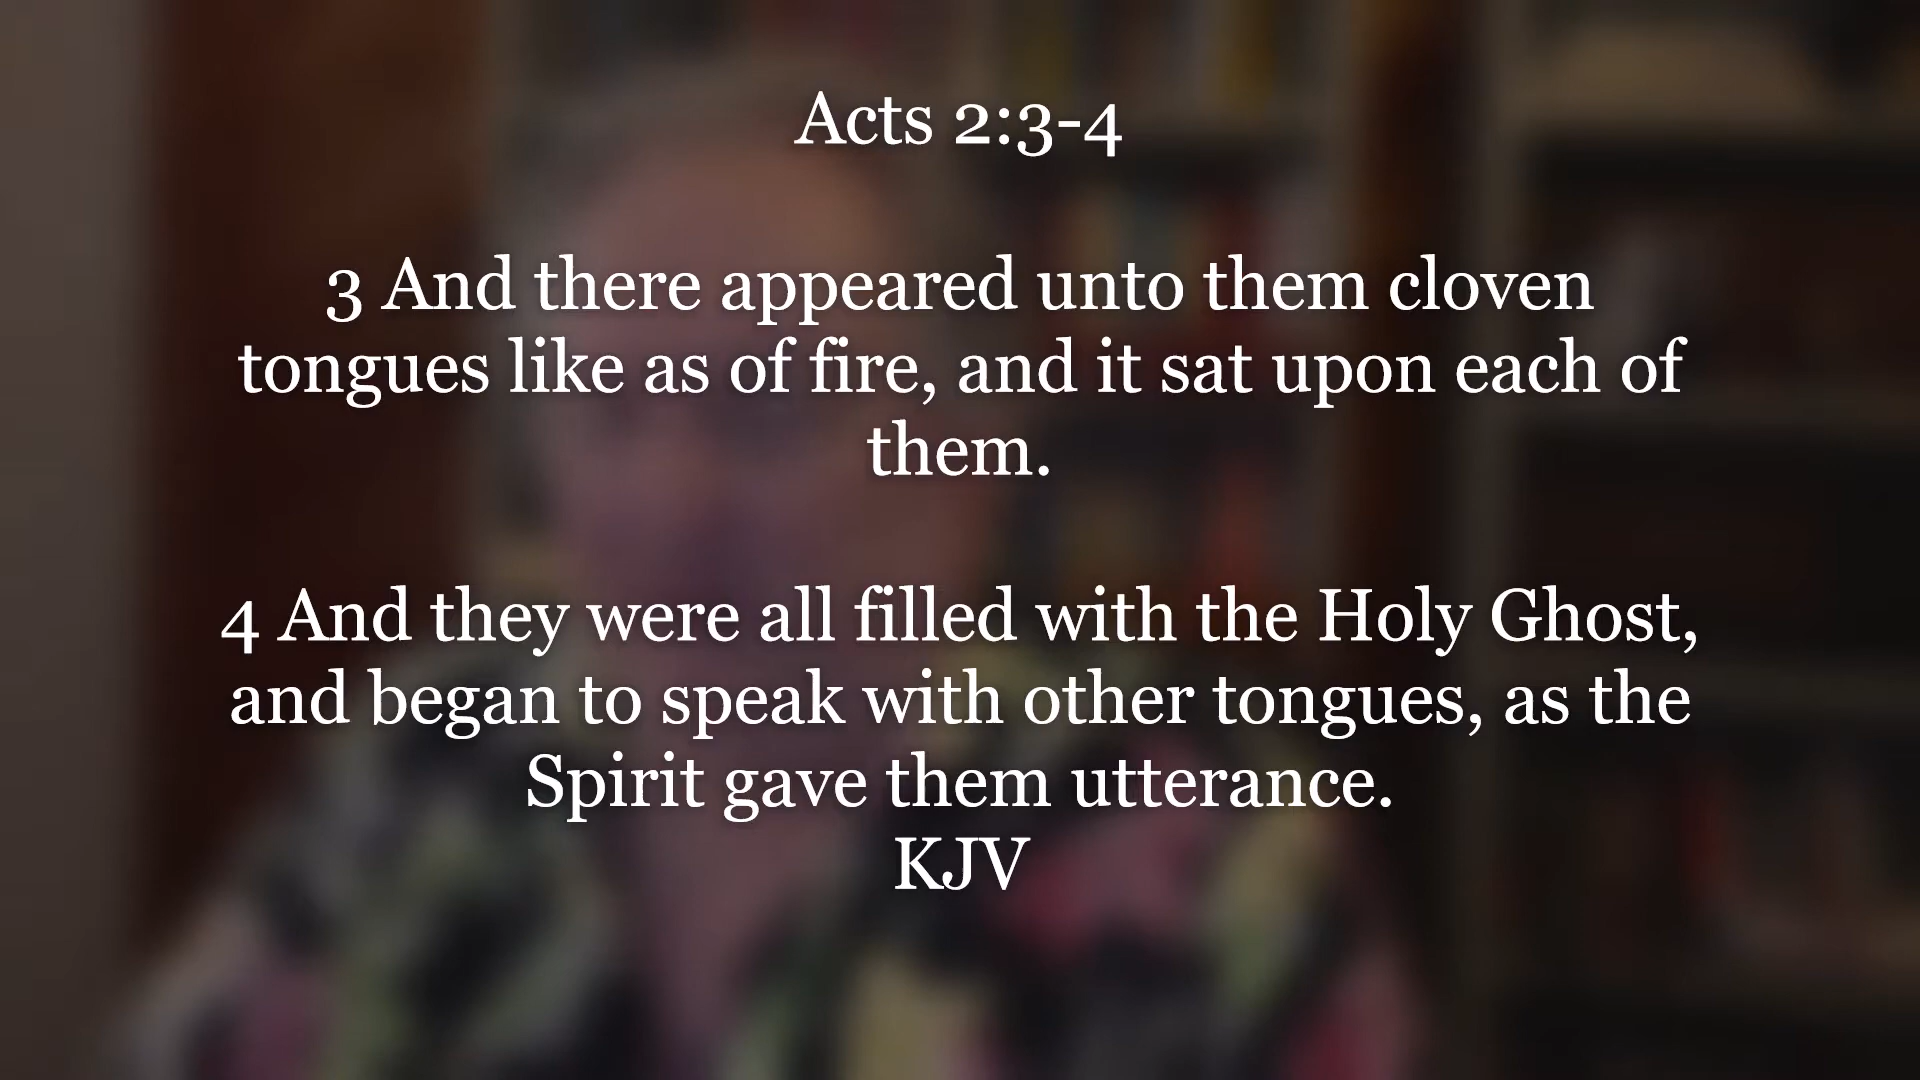 Acts 2:3-4
3 And there appeared unto them cloven
tongues like as of fire, and it sat upon each of
them.
4 And they were all filled with the Holy Ghost,
and began to speak with other tongues, as the
Spirit gave them utterance.
KJV